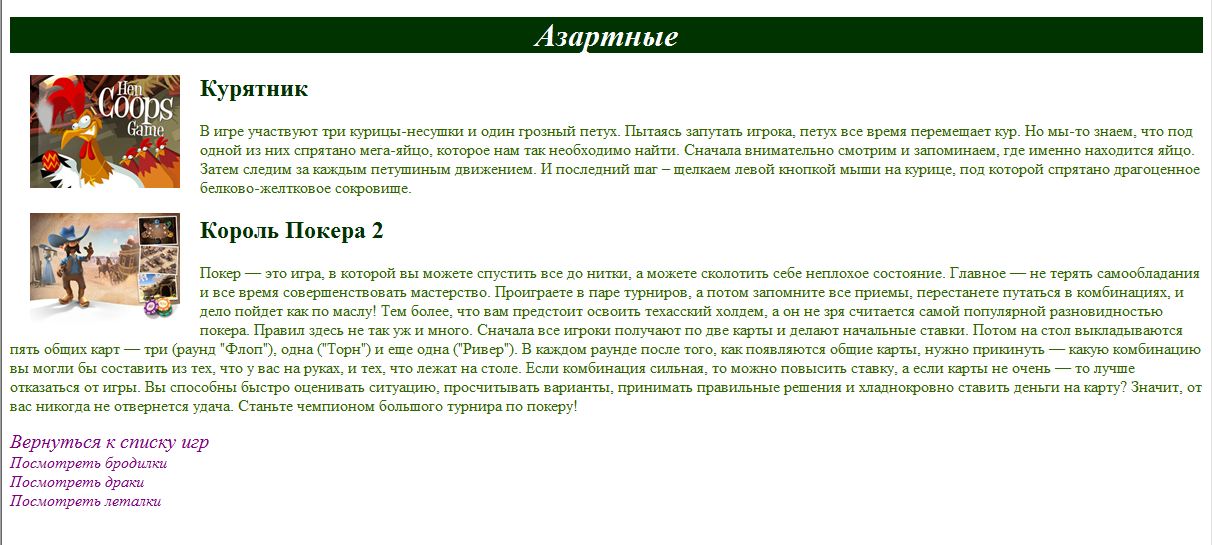 Азартные
Hen
Coops
Game
Курятник
В игре участвуют три курицы-несушки и один грозный петух. Пытаясь запутать игрока, петух все время перемещает кур. Но мы-то знаем, что под
одной из них спрятано мега-яйцо, которое нам так необходимо найти. Сначала внимательно смотрим и запоминаем, где именно находится яйцо.
Затем следим за каждым петушиным движением. И последний шаг – щелкаем левой кнопкой мыши на курице, под которой спрятано драгоценное
белково-желтковое сокровище.
Король Покера 2
Покер — это игра, в которой вы можете спустить все до нитки, а можете сколотить себе неплохое состояние. Главное — не терять самообладания
и все время совершенствовать мастерство. Проиграете в паре турниров, а потом запомните все приемы, перестанете путаться в комбинациях, и
дело пойдет как по маслу! Тем более, что вам предстоит освоить техасский холдем, а он не зря считается самой популярной разновидностью
покера. Правил здесь не так уж и много. Сначала все игроки получают по две карты и делают начальные ставки. Потом на стол выкладываются
пять общих карт — три (раунд "Флоп"), одна ("Торн") и еще одна ("Ривер"). В каждом раунде после того, как появляются общие карты, нужно прикинуть — какую комбинацию
вы могли бы составить из тех, что у вас на руках, и тех, что лежат на столе. Если комбинация сильная, то можно повысить ставку, а если карты не очень — то лучше
отказаться от игры. Вы способны быстро оценивать ситуацию, просчитывать варианты, принимать правильные решения и хладнокровно ставить деньги на карту? Значит, от
вас никогда не отвернется удача. Станьте чемпионом большого турнира по покеру!
Вернуться к списку игр
Посмотреть бродилки
Посмотреть драки
Посмотреть леталки